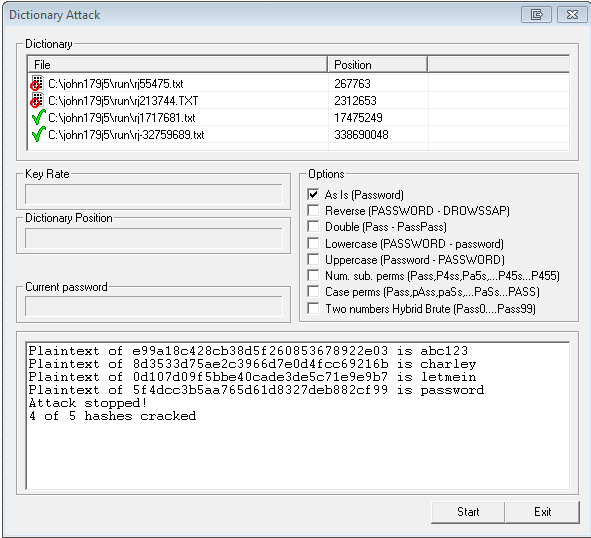 Dictionary Attack
Dictionary
File Position
C:\john179j5\run\rj55475.txt 267763
C:\john179j5\run\rj213744.TXT 2312653
C:\john179j5\run\rj1717681.txt 17475249
C:\john179j5\run\rj-32759689.txt 338690048
Key Rate
Dictionary Position
Current password
Options
As Is (Password)
Reverse (PASSWORD - DROWSSAP)
Double (Pass - PassPass)
Lowercase (PASSWORD - password)
Uppercase (Password - PASSWORD)
Num. sub. perms (Pass,P4ss,Pa5s,...P45s...P455)
Case perms (Pass,pAss,paSs,...PaSs...PASS)
Two numbers Hybrid Brute (Pass0....Pass99)
Plaintext of e99a18c428cb38d5f260853678922e03 is abc123
Plaintext of 8d3533d75ae2c3966d7e0d4fcc69216b is charley
Plaintext of 0d107d09f5bbe40cade3de5c71e9e9b7 is letmein
Plaintext of 5f4dcc3b5aa765d61d8327deb882cf99 is password
Attack stopped!
4 of 5 hashes cracked
Start Exit